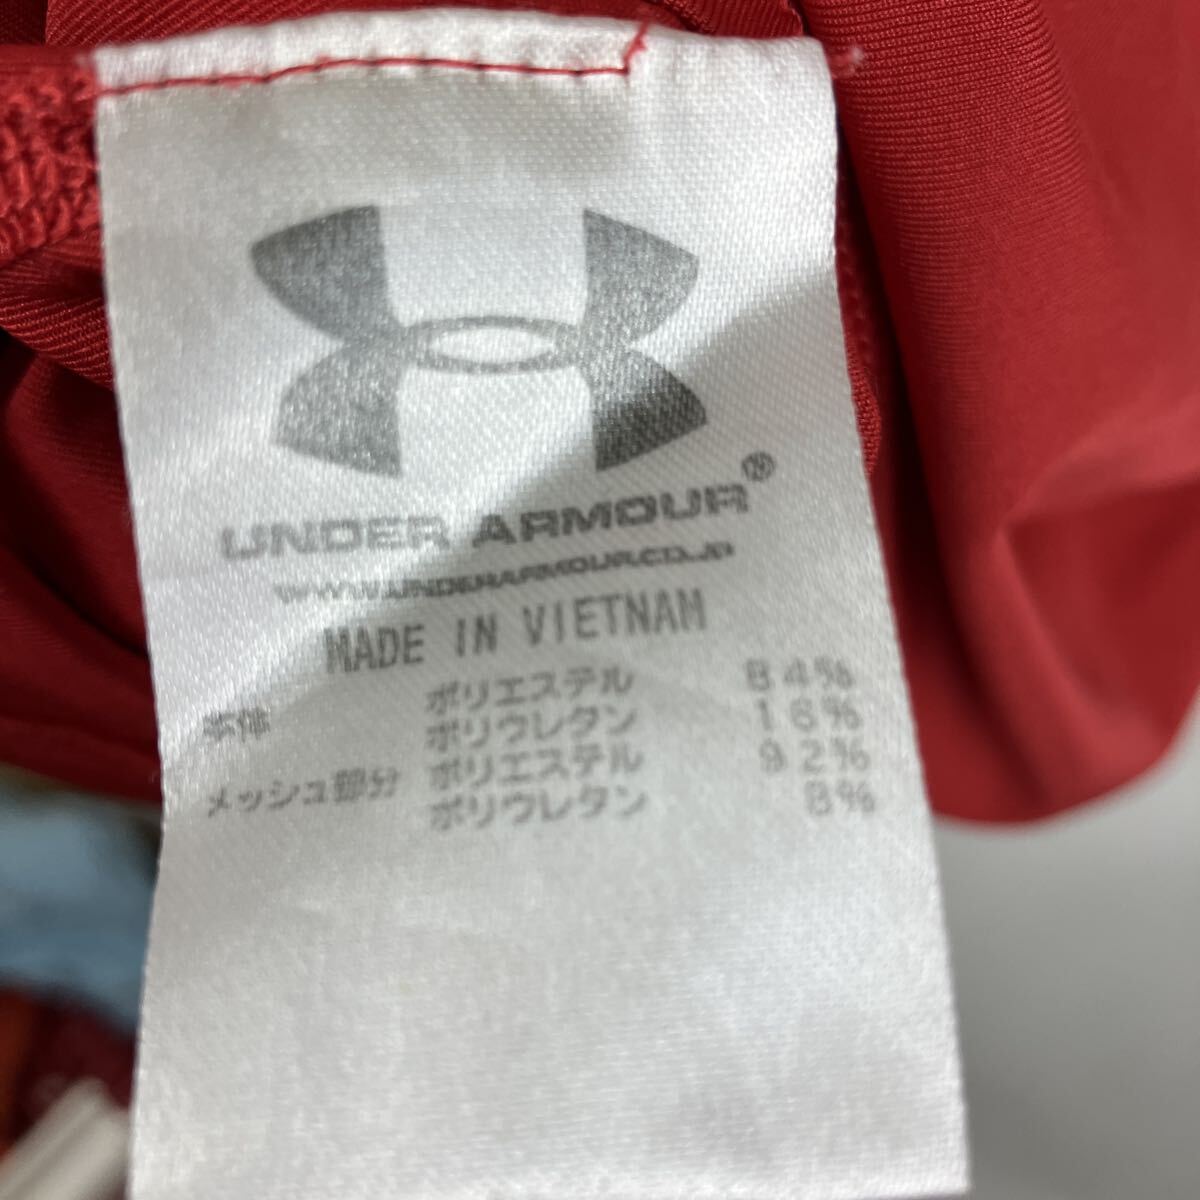 UNDER ARMOUR®
WWW.UNDERARMOUR.CO.JP
MADE IN VIETNAM
本体 ポリエステル 84%
ポリウレタン 16%
メッシュ部分 ポリエステル 92%
ポリウレタン 8%